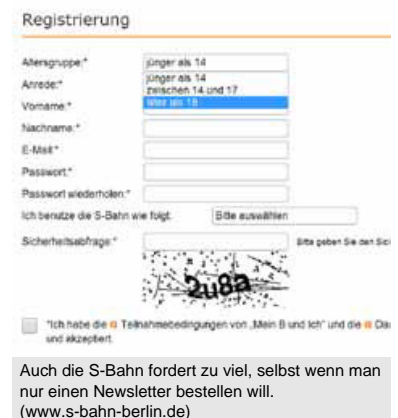 Registrierung
Altersgruppe:* jünger als 14
jünger als 14
Anrede:*
zwischen 14 und 17
älter als 18
Vorname:*
Nachname:*
E-Mail:*
Passwort:*
Passwort wiederholen:*
Ich benutze die S-Bahn wie folgt: Bitte auswählen
Sicherheitsabfrage:* Bitte geben Sie den Sic
2u8a
*Ich habe die Teilnahmebedingungen von „Mein B und Ich" und die Da
und akzeptiert.
Auch die S-Bahn fordert zu viel, selbst wenn man
nur einen Newsletter bestellen will.
(www.s-bahn-berlin.de)